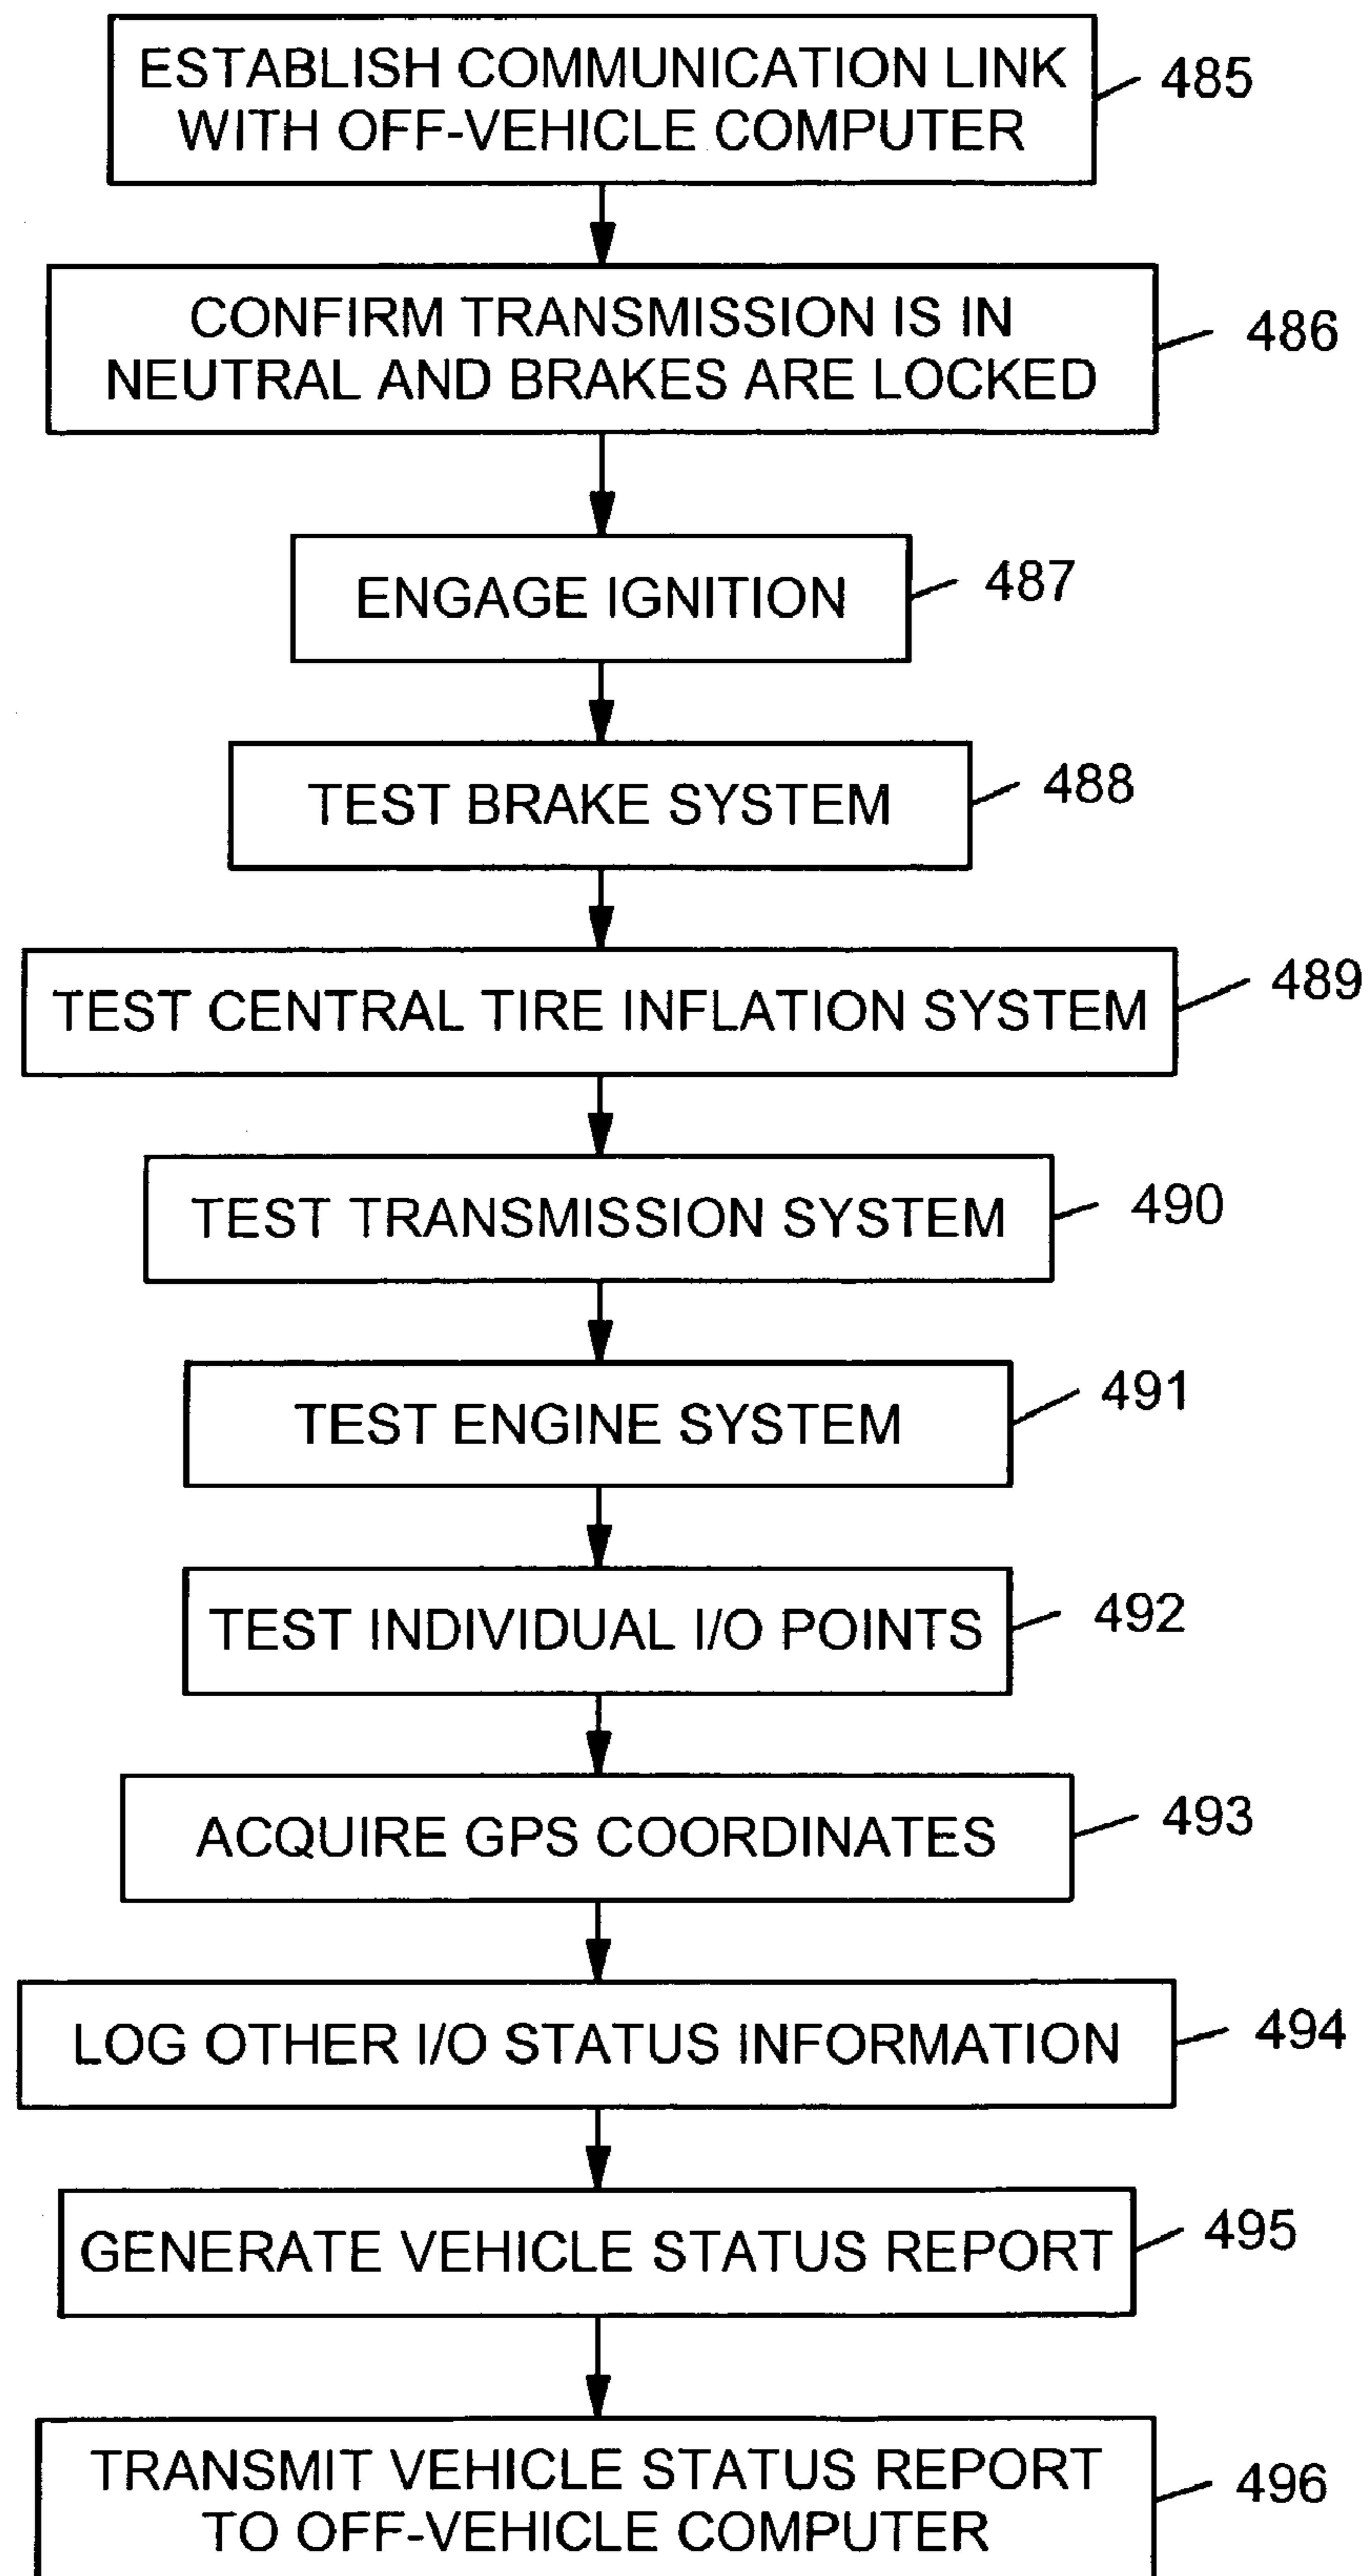 ESTABLISH COMMUNICATION LINK
WITH OFF-VEHICLE COMPUTER
485
CONFIRM TRANSMISSION IS IN
NEUTRAL AND BRAKES ARE LOCKED
486
ENGAGE IGNITION
487
TEST BRAKE SYSTEM
488
TEST CENTRAL TIRE INFLATION SYSTEM
489
TEST TRANSMISSION SYSTEM
490
TEST ENGINE SYSTEM
491
TEST INDIVIDUAL I/O POINTS
492
ACQUIRE GPS COORDINATES
493
LOG OTHER I/O STATUS INFORMATION
494
GENERATE VEHICLE STATUS REPORT
495
TRANSMIT VEHICLE STATUS REPORT
TO OFF-VEHICLE COMPUTER
496